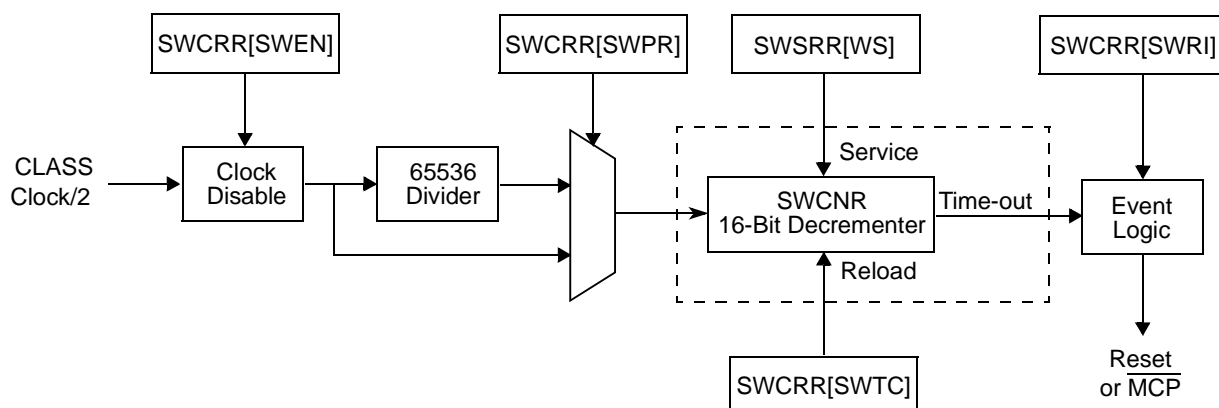 SWCRR[SWEN]
SWCRR[SWPR]
SWSRR[WS]
SWCRR[SWRI]
CLASS
Clock/2
Clock
Disable
65536
Divider
Service
SWCNR
16-Bit Decrementer
Time-out
Event
Logic
Reload
Reset
or MCP
SWCRR[SWTC]